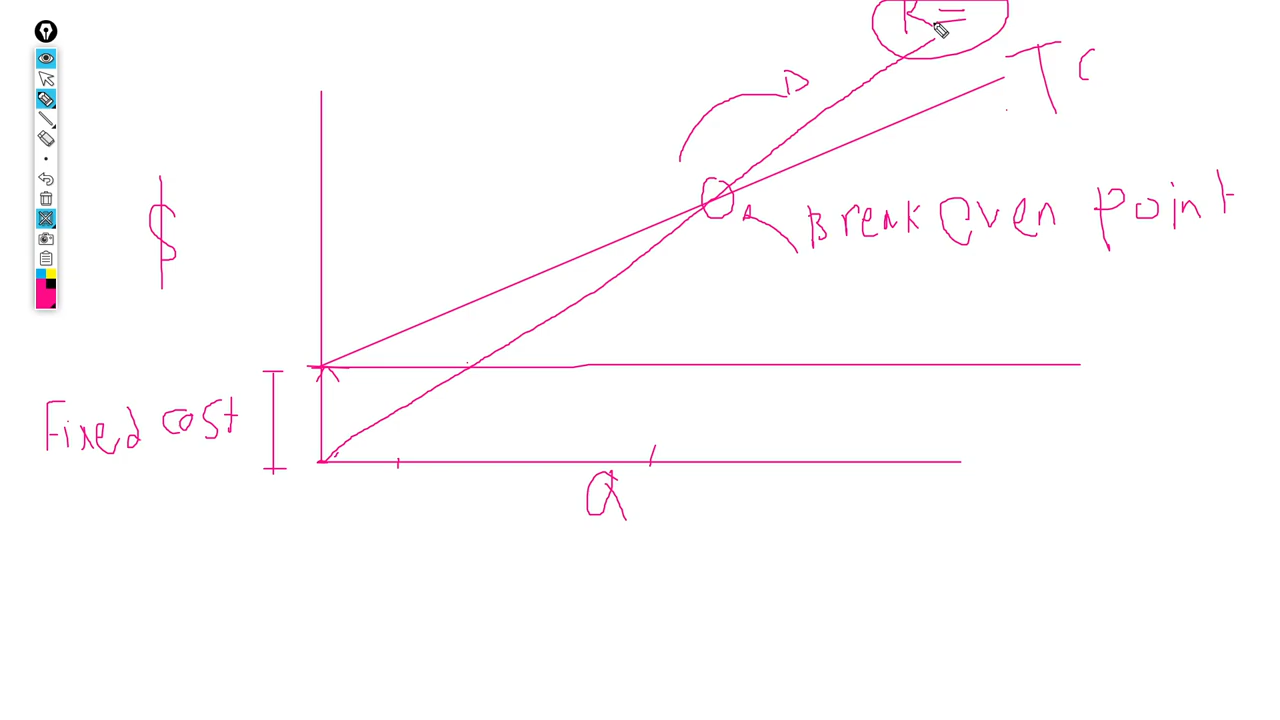 R =
TC
$
Break even point
Fixed cost
Q